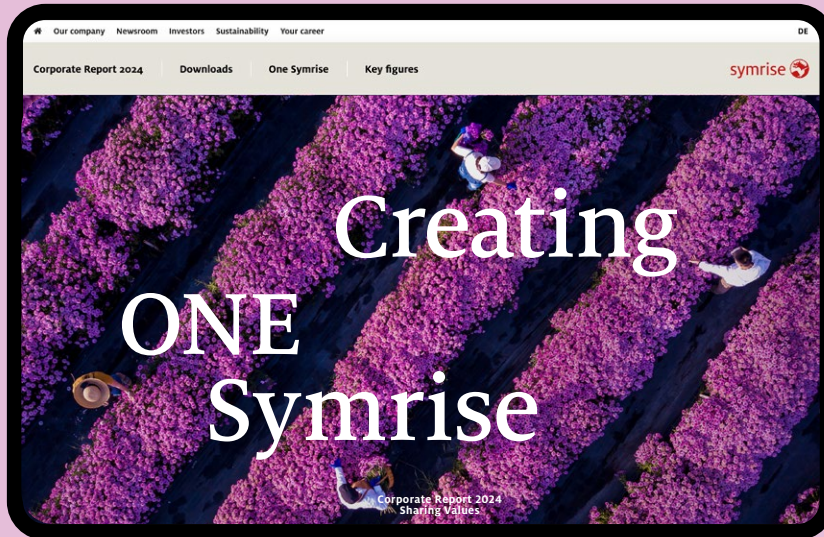 Our company Newsroom Investors Sustainability Your career DE
Corporate Report 2024 Downloads One Symrise Key figures symrise
Creating
ONE
Symrise
Corporate Report 2024
Sharing Values